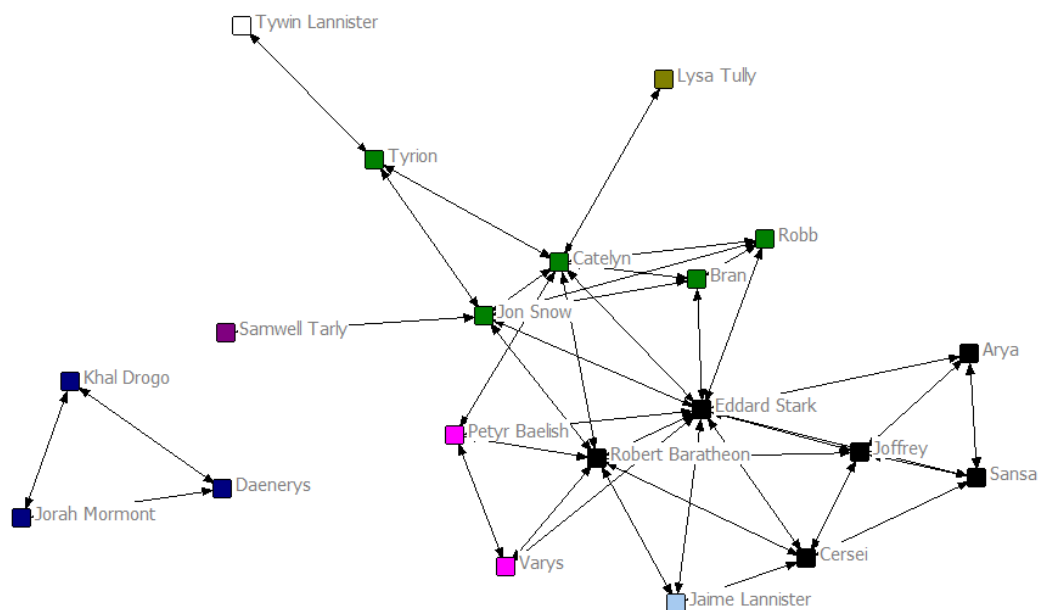 Tywin Lannister
Lysa Tully
Tyrion
Robb
Catelyn
Bran
Jon Snow
Samwell Tarly
Arya
Khal Drogo
Eddard Stark
Petyr Baelish
Joffrey
Robert Baratheon
Sansa
Daenerys
Jorah Mormont
Cersei
Varys
Jaime Lannister